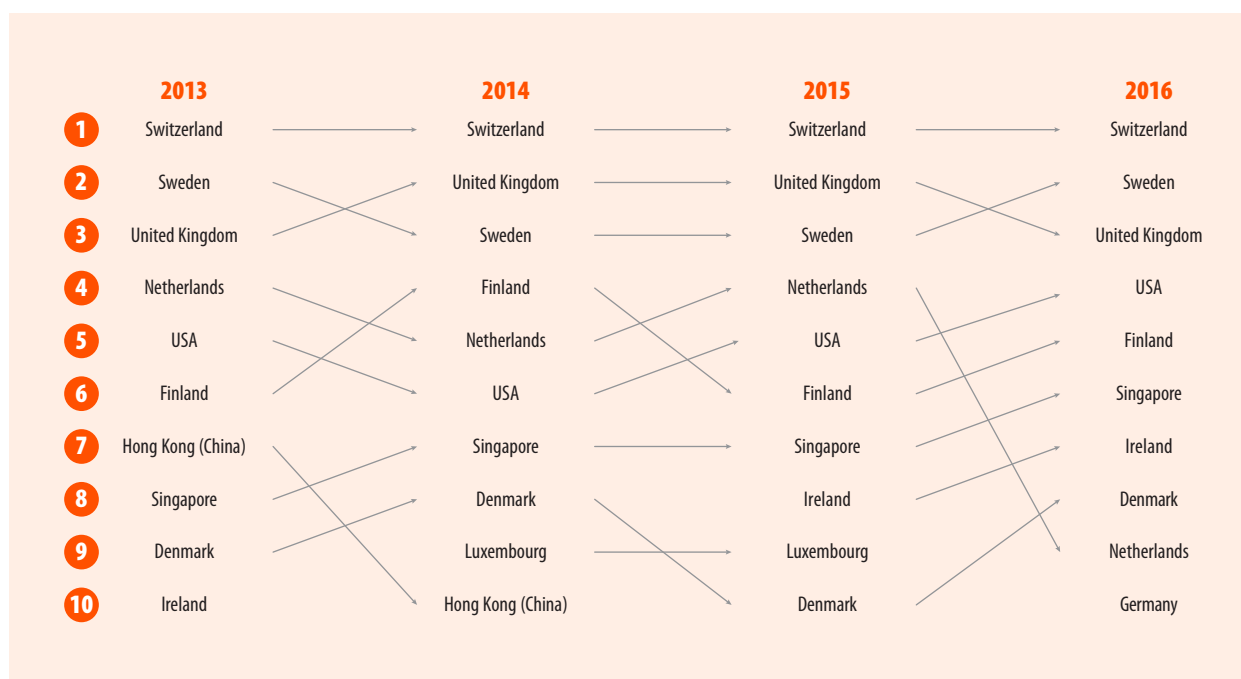 2013 2014 2015 2016
1 Switzerland Switzerland Switzerland Switzerland
2 Sweden United Kingdom United Kingdom Sweden
3 United Kingdom Sweden Sweden United Kingdom
4 Netherlands Finland Netherlands USA
5 USA Netherlands USA Finland
6 Finland USA Finland Singapore
7 Hong Kong (China) Singapore Singapore Ireland
8 Singapore Denmark Ireland Denmark
9 Denmark Luxembourg Luxembourg Netherlands
10 Ireland Hong Kong (China) Denmark Germany